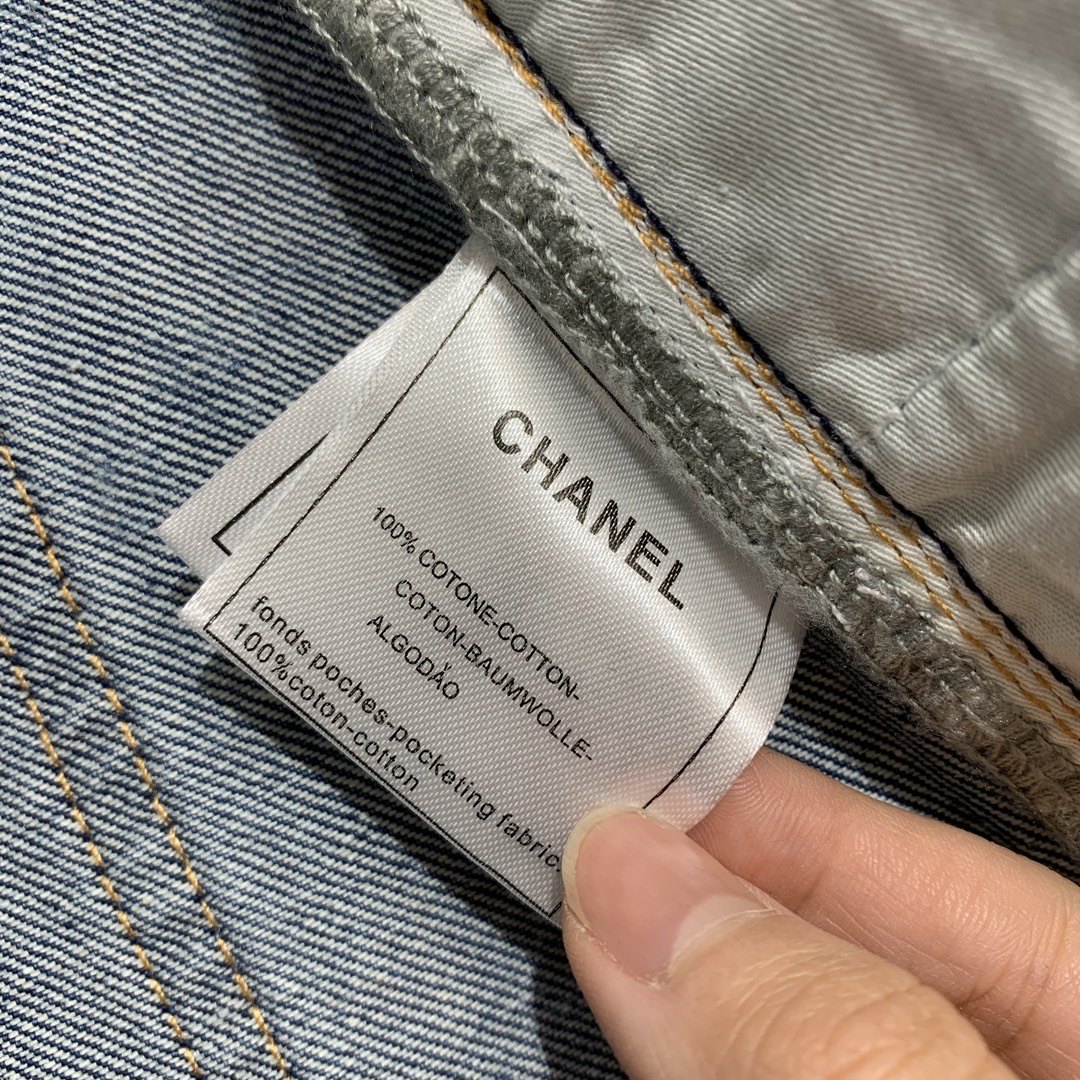 CHANEL
100% COTONE-COTTON-
COTON-BAUMWOLLE-
ALGODÃO
fonds poches-pocketing fabric.
100%coton-cotton